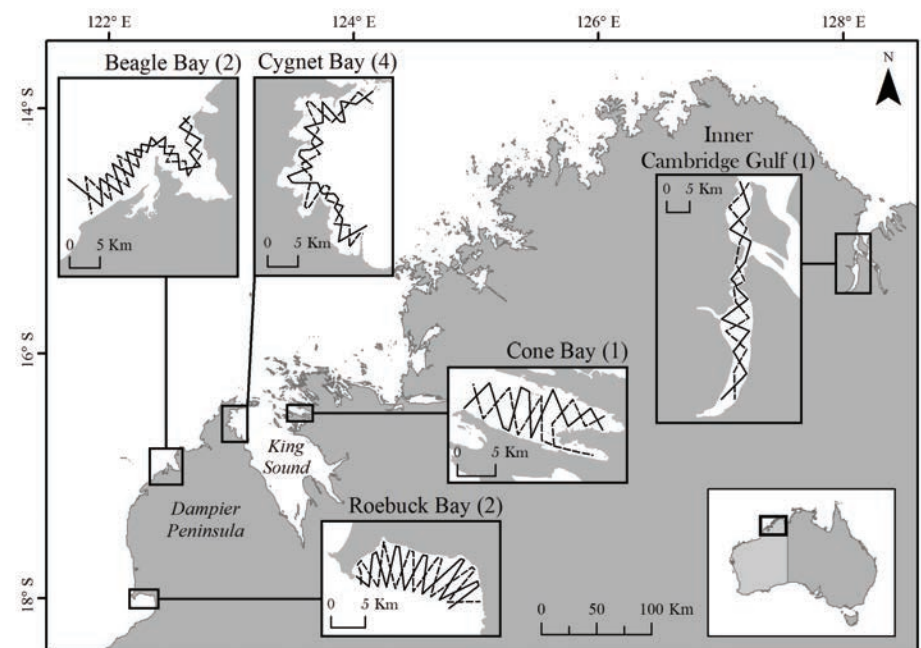 122° E
124° E
126° E
128° E
-14° S
15° S
16° S
18° S
N
Beagle Bay (2)
0 5 Km
Cygnet Bay (4)
0 5 Km
Inner
Cambridge Gulf (1)
0 5 Km
Cone Bay (1)
0 5 Km
King
Sound
Dampier
Peninsula
Roebuck Bay (2)
0 5 Km
0 50 100 Km